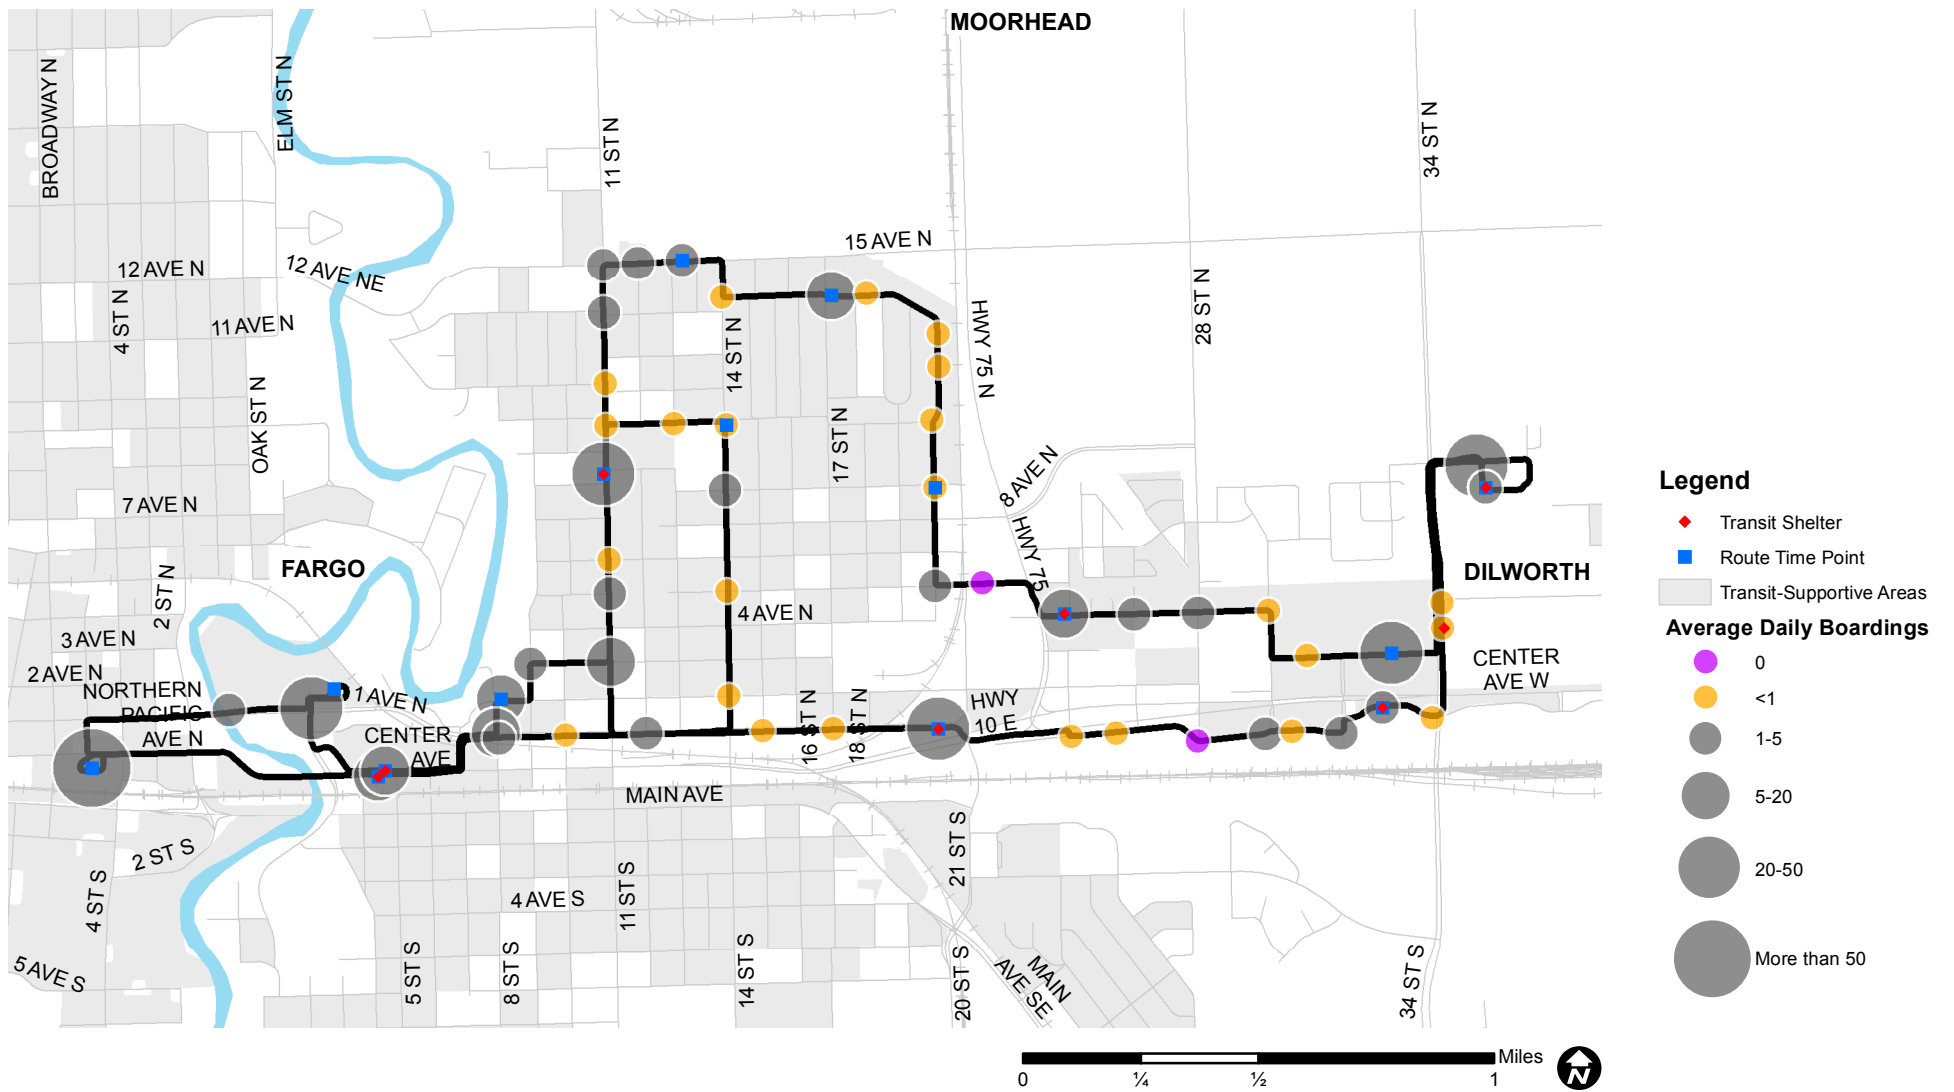 MOORHEAD
BROADWAY N
ELM ST N
11 ST N
34 ST N
15 AVE N
12 AVE N
12 AVE NE
4 ST N
11 AVE N
28 ST N
HWY 75 N
14 ST N
OAK ST N
17 ST N
8 AVE N
7 AVE N
HWY 75
FARGO
DILWORTH
2 ST N
4 AVE N
3 AVE N
2 AVE N
CENTER
AVE W
NORTHERN
PACIFIC
AVE N
1 AVE N
16 ST N
18 ST N
HWY
10 E
CENTER
AVE
MAIN AVE
2 ST S
21 ST S
4 ST S
4 AVE S
11 ST S
5 AVE S
5 ST S
8 ST S
14 ST S
20 ST S
MAIN
AVE SE
34 ST S
Legend
Transit Shelter
Route Time Point
Transit-Supportive Areas
Average Daily Boardings
0
<1
1-5
5-20
20-50
More than 50
Miles
0
¼
½
1
N